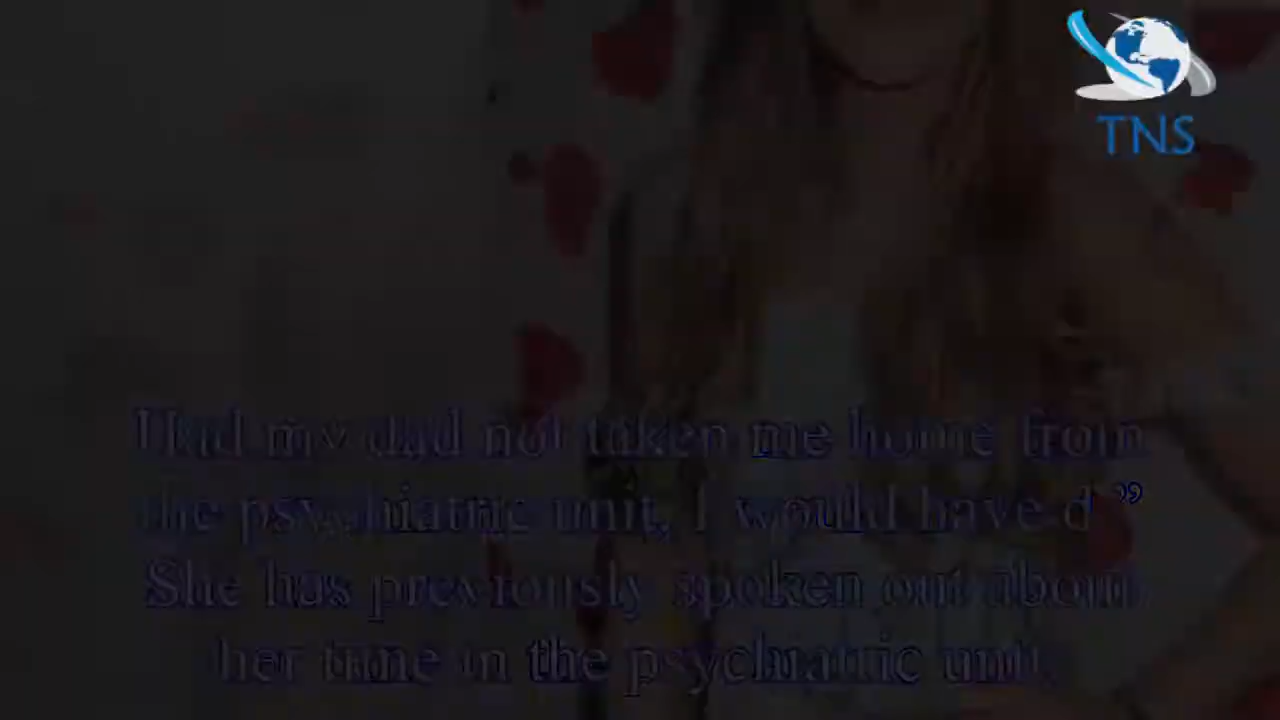 TNS
Had my dad not taken me home from
the psychiatric unit, I would have d ”
She has previously spoken out about
her time in the psychiatric unit.